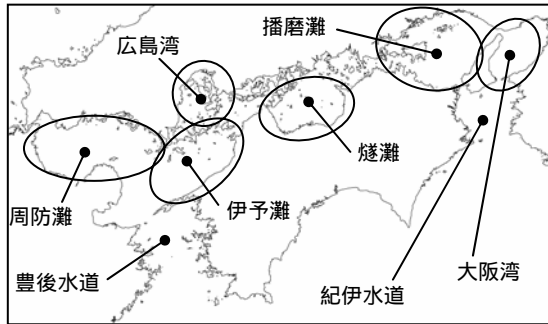 播磨灘
広島湾
燧灘
周防灘
伊予灘
豊後水道
紀伊水道
大阪湾